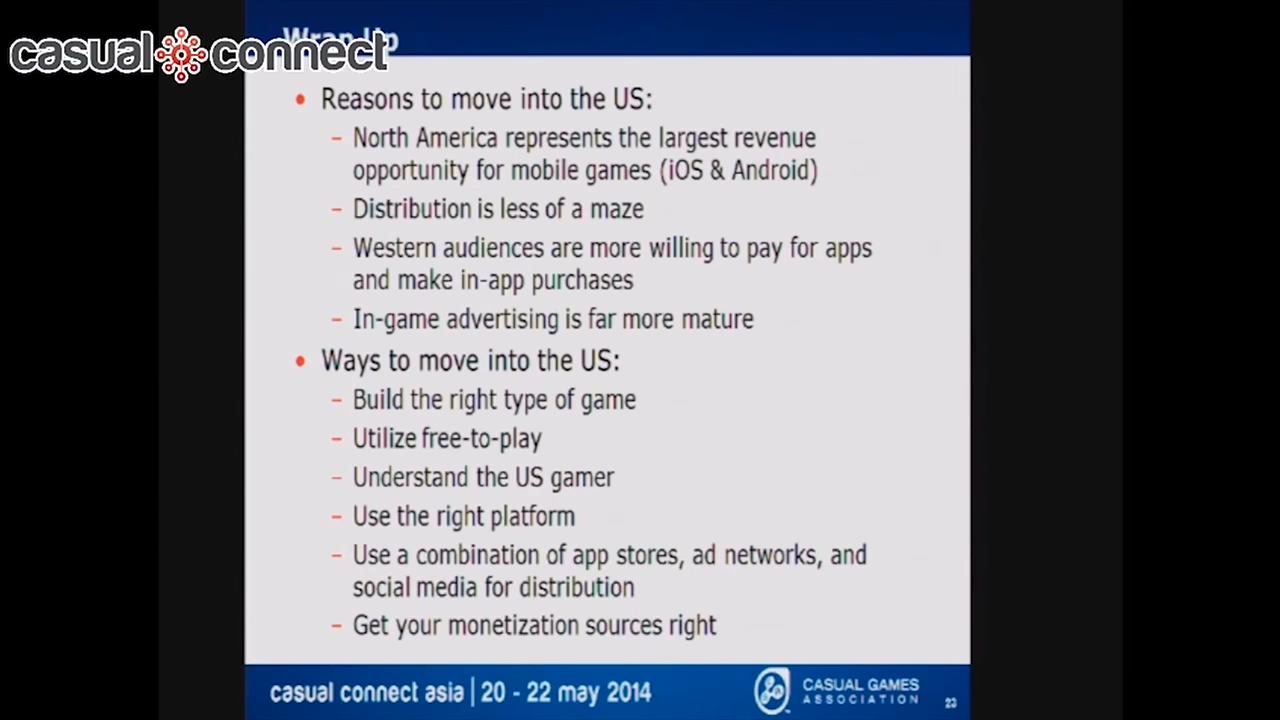 Wrap Up
casual connect
• Reasons to move into the US:
– North America represents the largest revenue
opportunity for mobile games (iOS & Android)
– Distribution is less of a maze
– Western audiences are more willing to pay for apps
and make in-app purchases
– In-game advertising is far more mature
• Ways to move into the US:
– Build the right type of game
– Utilize free-to-play
– Understand the US gamer
– Use the right platform
– Use a combination of app stores, ad networks, and
social media for distribution
– Get your monetization sources right
casual connect asia | 20 - 22 may 2014
CASUAL GAMES
ASSOCIATION
23